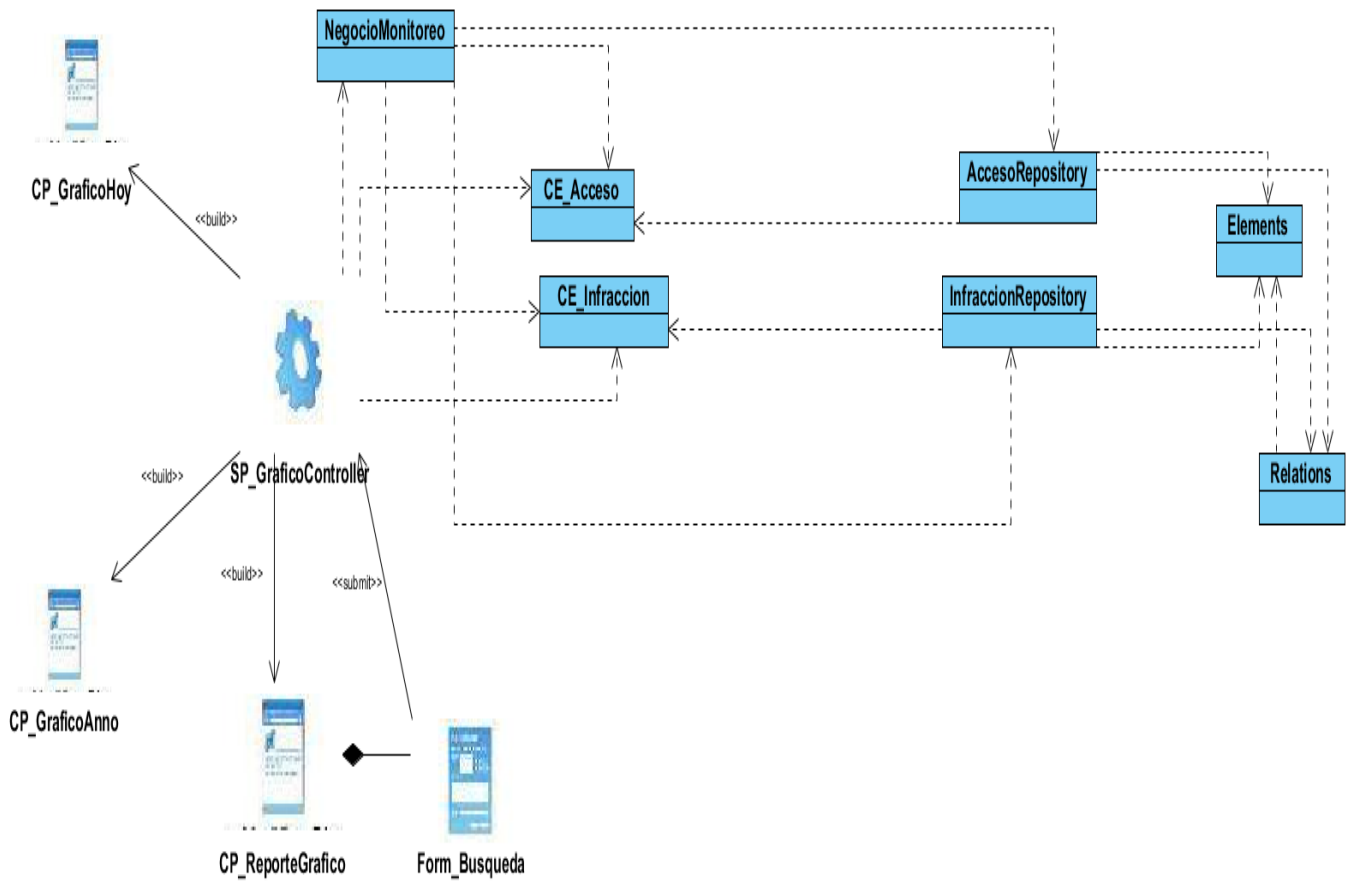 NegocioMonitoreo
CP_GraficoHoy
<<build>>
CE_Acceso
AccesoRepository
Elements
CE_Infraccion
InfraccionRepository
SP_GraficoController
<<build>>
Relations
<<build>>
<<submit>>
CP_GraficoAnno
CP_ReporteGrafico
Form_Busqueda